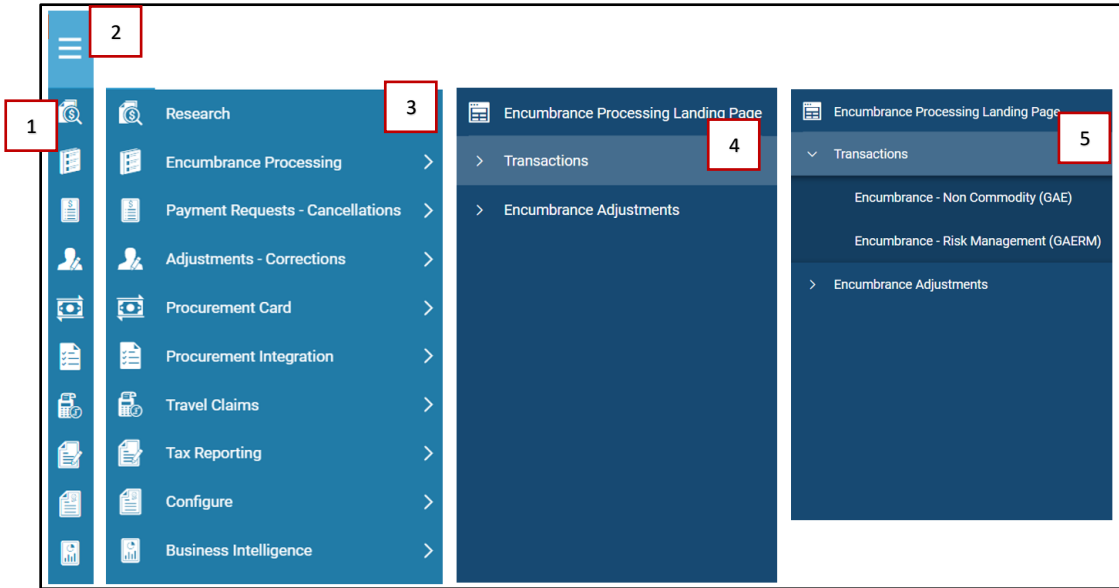 2
1
Research
3
Encumbrance Processing
Payment Requests - Cancellations
Adjustments - Corrections
Procurement Card
Procurement Integration
Travel Claims
Tax Reporting
Configure
Business Intelligence
Encumbrance Processing Landing Page
4
Transactions
Encumbrance Adjustments
Encumbrance Processing Landing Page
5
Transactions
Encumbrance - Non Commodity (GAE)
Encumbrance - Risk Management (GAERM)
Encumbrance Adjustments